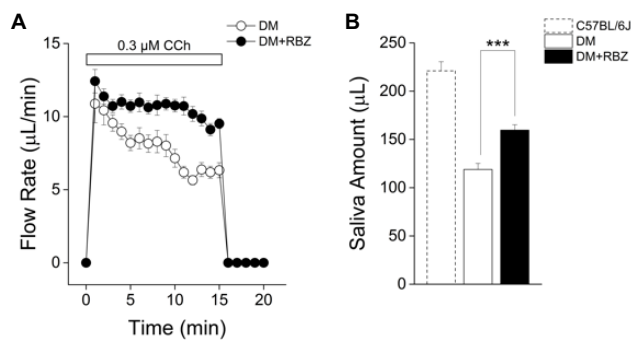 A
0.3 µM CCh
DM
DM+RBZ
15
10
5
0
Flow Rate (µL/min)
0 5 10 15 20
Time (min)
B
C57BL/6J
DM
DM+RBZ
***
250
200
150
100
50
0
Saliva Amount (µL)